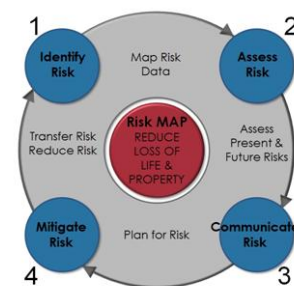 1
Identify
Risk
Map Risk
Data
2
Assess
Risk
Transfer Risk
Reduce Risk
Risk MAP
REDUCE
LOSS OF
LIFE &
PROPERTY
Assess
Present &
Future Risks
Mitigate
Risk
4
Plan for Risk
Communicate
Risk
3